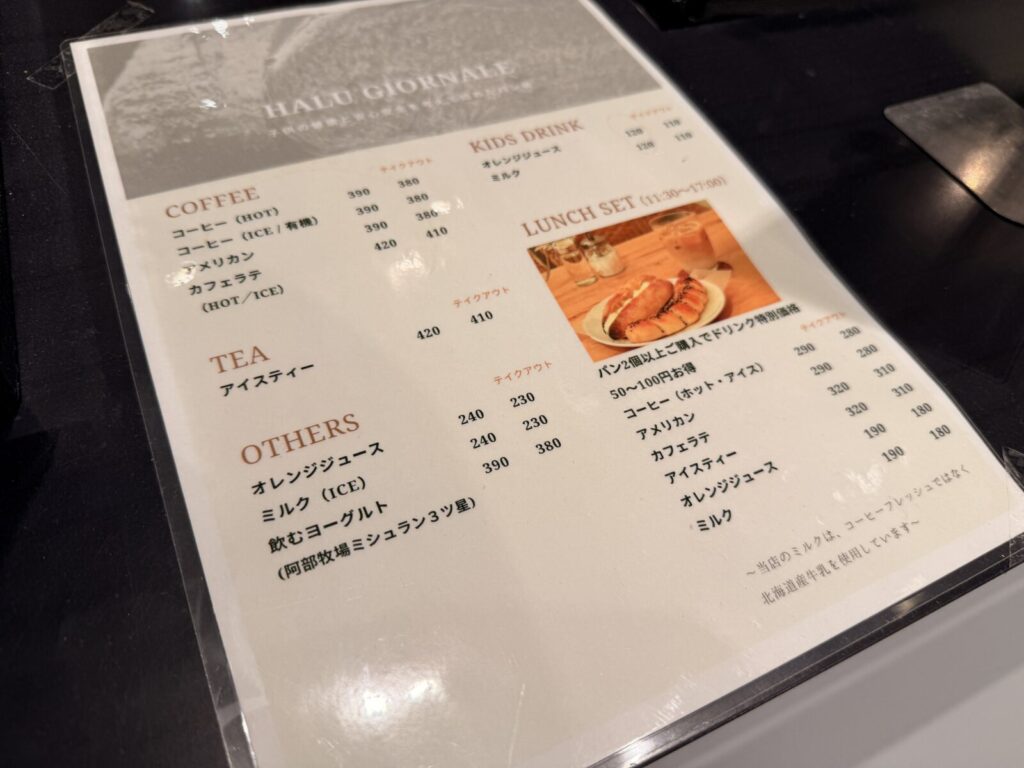 HALU GIORNALE
COFFEE テイクアウト
コーヒー（HOT） 390 380
コーヒー（ICE / 有機） 390 380
アメリカン 390 380
カフェラテ 420 410
（HOT／ICE）
TEA テイクアウト
アイスティー 420 410
OTHERS テイクアウト
オレンジジュース 240 230
ミルク（ICE） 240 230
飲むヨーグルト 390 380
(阿部牧場ミシュラン３ツ星)
KIDS DRINK テイクアウト
オレンジジュース 120 110
ミルク 120 110
LUNCH SET (11:30～17:00)
パン2個以上ご購入でドリンク特別価格
50～100円お得 テイクアウト
コーヒー（ホット・アイス） 290 280
アメリカン 290 280
カフェラテ 320 310
アイスティー 320 310
オレンジジュース 190 180
ミルク 190 180
～当店のミルクは、コーヒーフレッシュではなく
北海道産牛乳を使用しています～